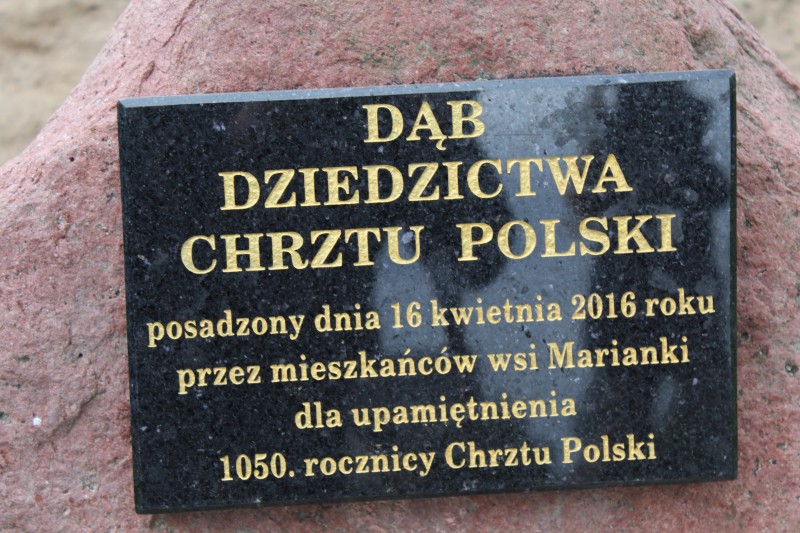 DĄB
DZIEDZICTWA
CHRZTU POLSKI
posadzony dnia 16 kwietnia 2016 roku
przez mieszkańców wsi Marianki
dla upamiętnienia
1050. rocznicy Chrztu Polski